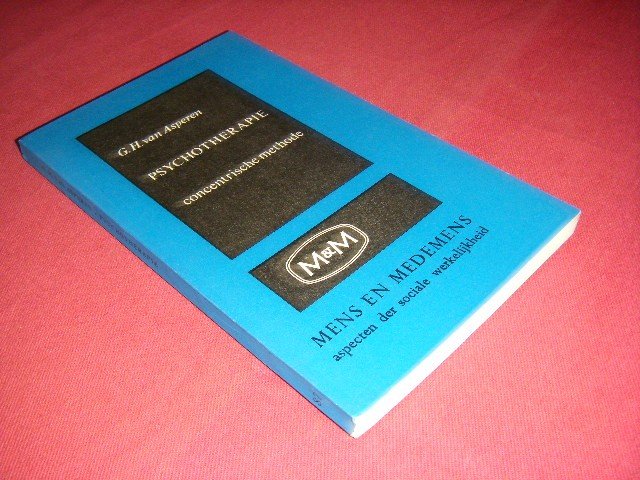 G.H. van Asperen
PSYCHOTHERAPIE
concentrische methode
M&M
MENS EN MEDEMENS
aspecten der sociale werkelijkheid